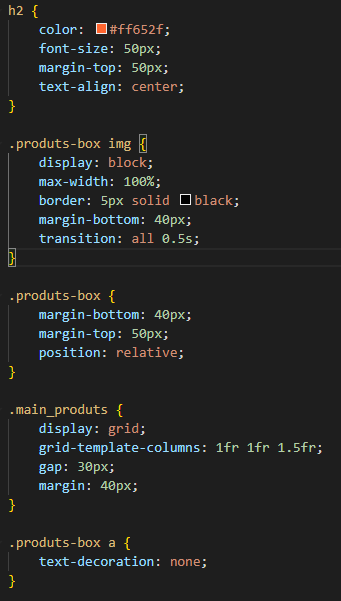 h2 {
color: #ff652f;
font-size: 50px;
margin-top: 50px;
text-align: center;
}
.produts-box img {
display: block;
max-width: 100%;
border: 5px solid black;
margin-bottom: 40px;
transition: all 0.5s;
}
.produts-box {
margin-bottom: 40px;
margin-top: 50px;
position: relative;
}
.main_produts {
display: grid;
grid-template-columns: 1fr 1fr 1.5fr;
gap: 30px;
margin: 40px;
}
.produts-box a {
text-decoration: none;
}